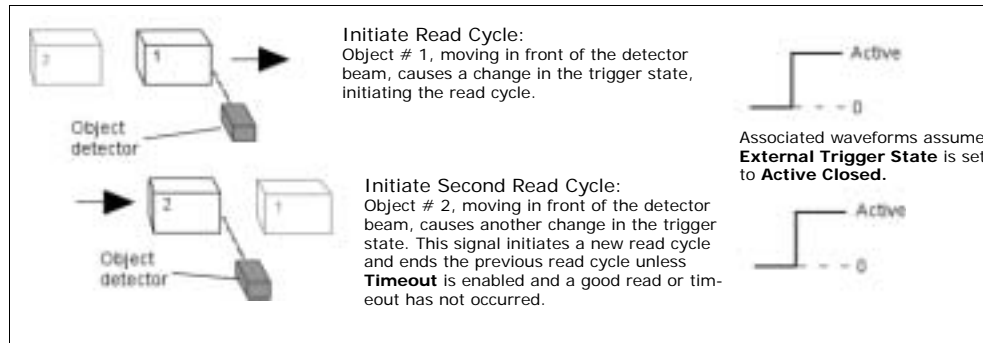 Initiate Read Cycle:
Object # 1, moving in front of the detector
beam, causes a change in the trigger state,
initiating the read cycle.
2
1
Object
detector
Active
0
Associated waveforms assume
External Trigger State is set
to Active Closed.
Initiate Second Read Cycle:
Object # 2, moving in front of the detector
beam, causes another change in the trigger
state. This signal initiates a new read cycle
and ends the previous read cycle unless
Timeout is enabled and a good read or tim-
eout has not occurred.
2
1
Object
detector
Active
0